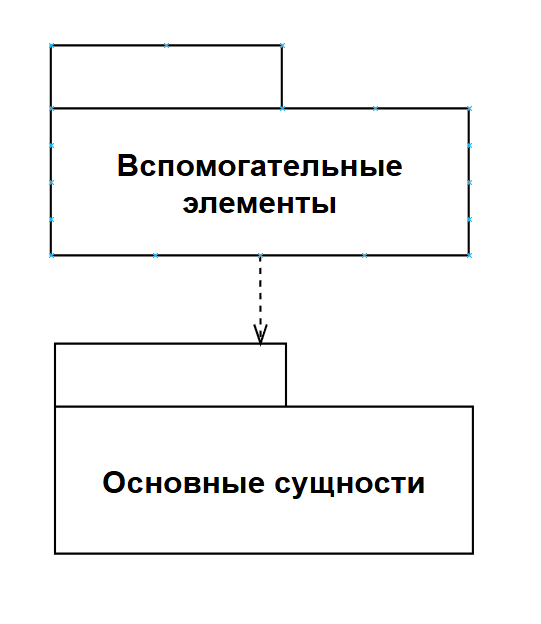 Вспомогательные
элементы
Основные сущности